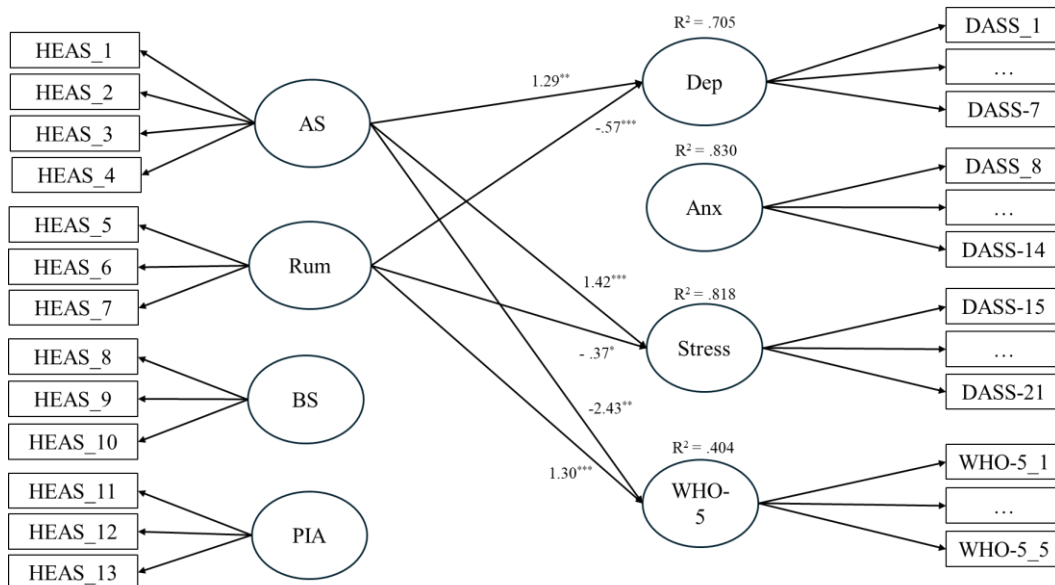 HEAS_1
HEAS_2
HEAS_3
HEAS_4
HEAS_5
HEAS_6
HEAS_7
HEAS_8
HEAS_9
HEAS_10
HEAS_11
HEAS_12
HEAS_13
AS
Rum
BS
PIA
1.29**
-.57***
1.42***
- .37*
-2.43**
1.30***
R² = .705
Dep
R² = .830
Anx
R² = .818
Stress
R² = .404
WHO-
5
DASS_1
…
DASS-7
DASS_8
…
DASS-14
DASS-15
…
DASS-21
WHO-5_1
…
WHO-5_5